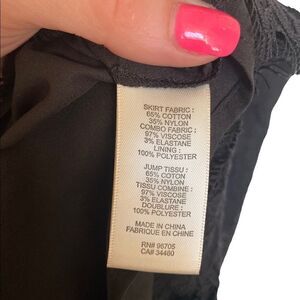 SKIRT FABRIC :
65% COTTON
35% NYLON
COMBO FABRIC :
97% VISCOSE
3% ELASTANE
LINING :
100% POLYESTER
JUMP TISSU :
65% COTON
35% NYLON
TISSU COMBINE :
97% VISCOSE
3% ELASTANE
DOUBLURE :
100% POLYESTER
MADE IN CHINA
FABRIQUE EN CHINE
RN# 96705
CA# 34460